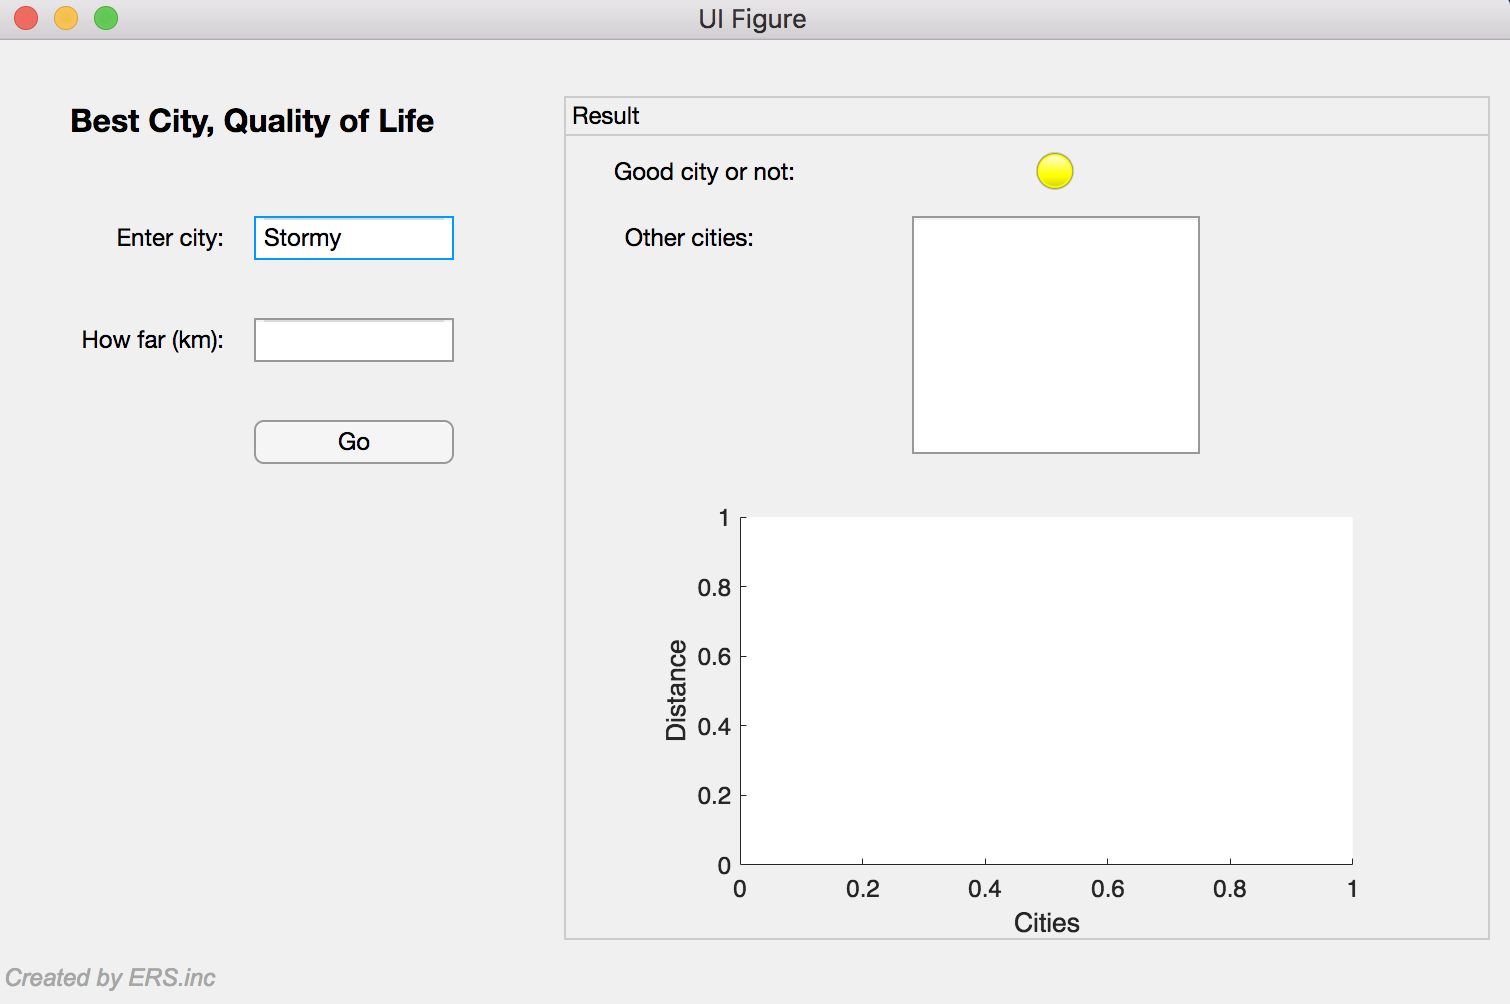 UI Figure
Best City, Quality of Life
Enter city:
Stormy
How far (km):
Go
Result
Good city or not:
Other cities:
1
0.8
0.6
0.4
0.2
0
Distance
0
0.2
0.4
0.6
0.8
1
Cities
Created by ERS.inc